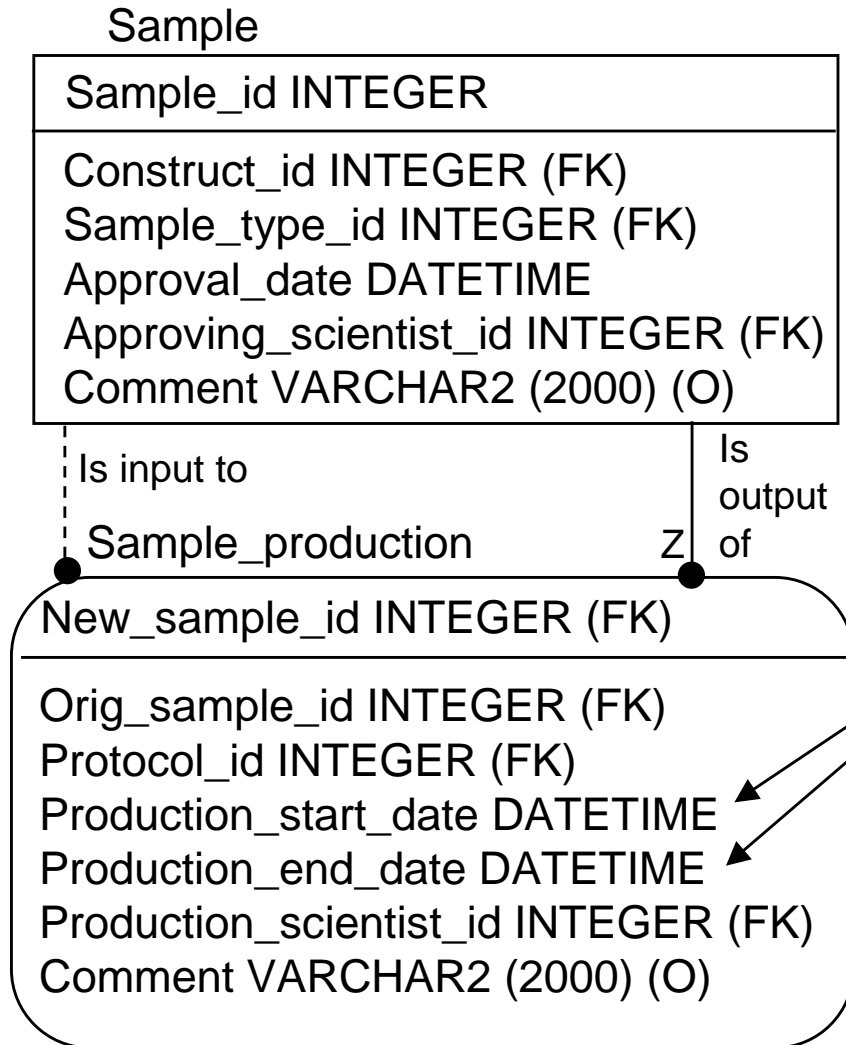 Sample
Sample_id INTEGER
Construct_id INTEGER (FK)
Sample_type_id INTEGER (FK)
Approval_date DATETIME
Approving_scientist_id INTEGER (FK)
Comment VARCHAR2 (2000) (O)
Is input to
Is
output
of
Sample_production
Z
New_sample_id INTEGER (FK)
Orig_sample_id INTEGER (FK)
Protocol_id INTEGER (FK)
Production_start_date DATETIME
Production_end_date DATETIME
Production_scientist_id INTEGER (FK)
Comment VARCHAR2 (2000) (O)